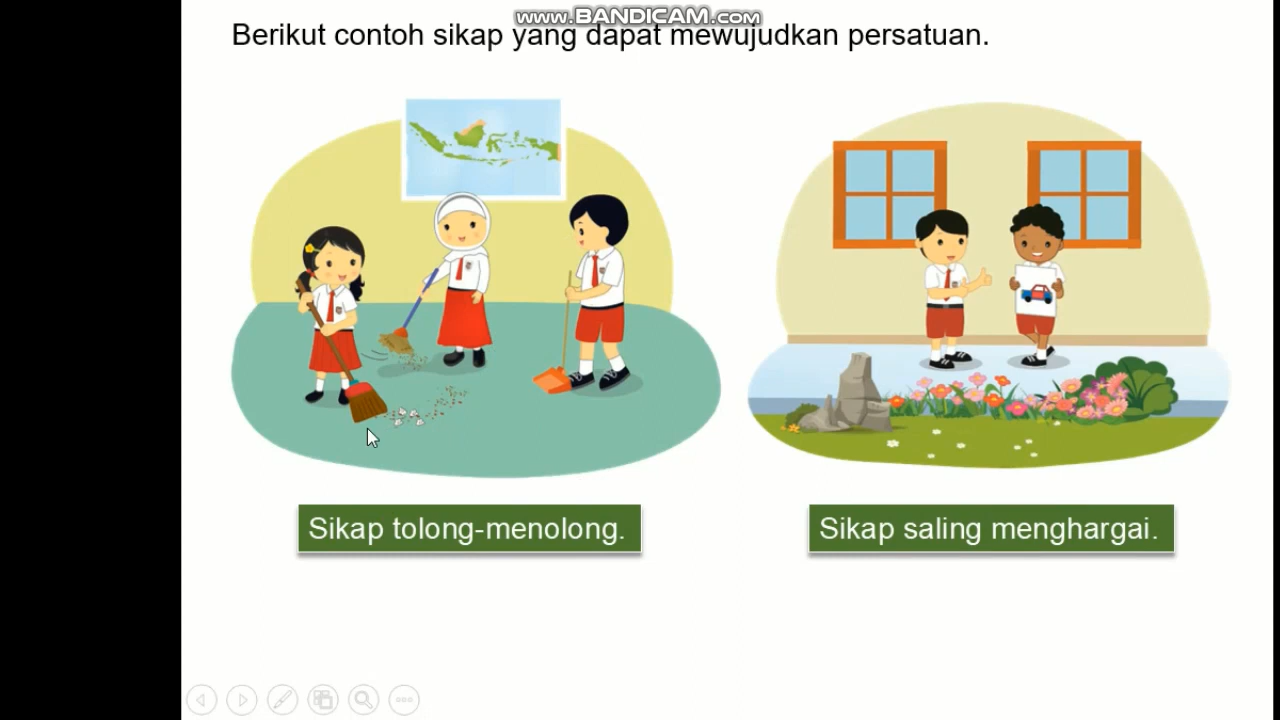 www.BANDICAM.com
Berikut contoh sikap yang dapat mewujudkan persatuan.
Sikap tolong-menolong.
Sikap saling menghargai.